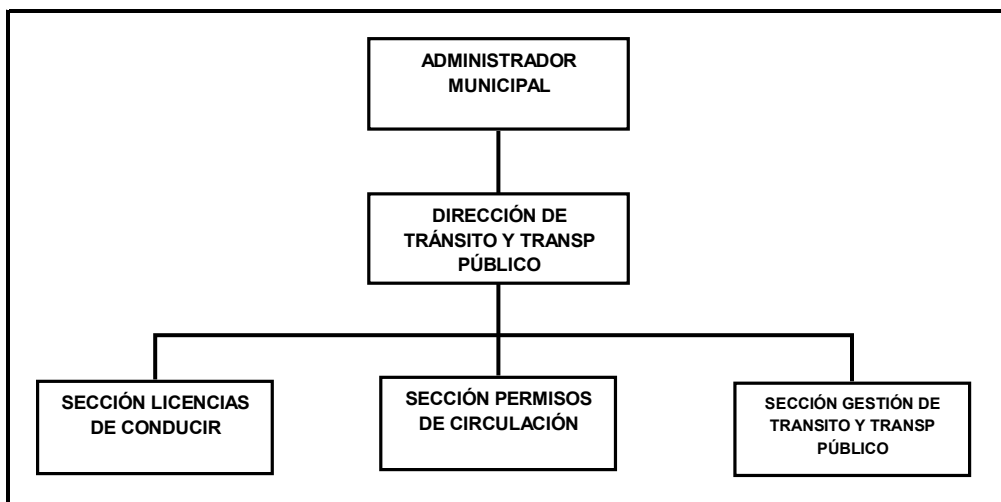 ADMINISTRADOR
MUNICIPAL
DIRECCIÓN DE
TRÁNSITO Y TRANSP
PÚBLICO
SECCIÓN LICENCIAS
DE CONDUCIR
SECCIÓN PERMISOS
DE CIRCULACIÓN
SECCIÓN GESTIÓN DE
TRANSITO Y TRANSP
PÚBLICO